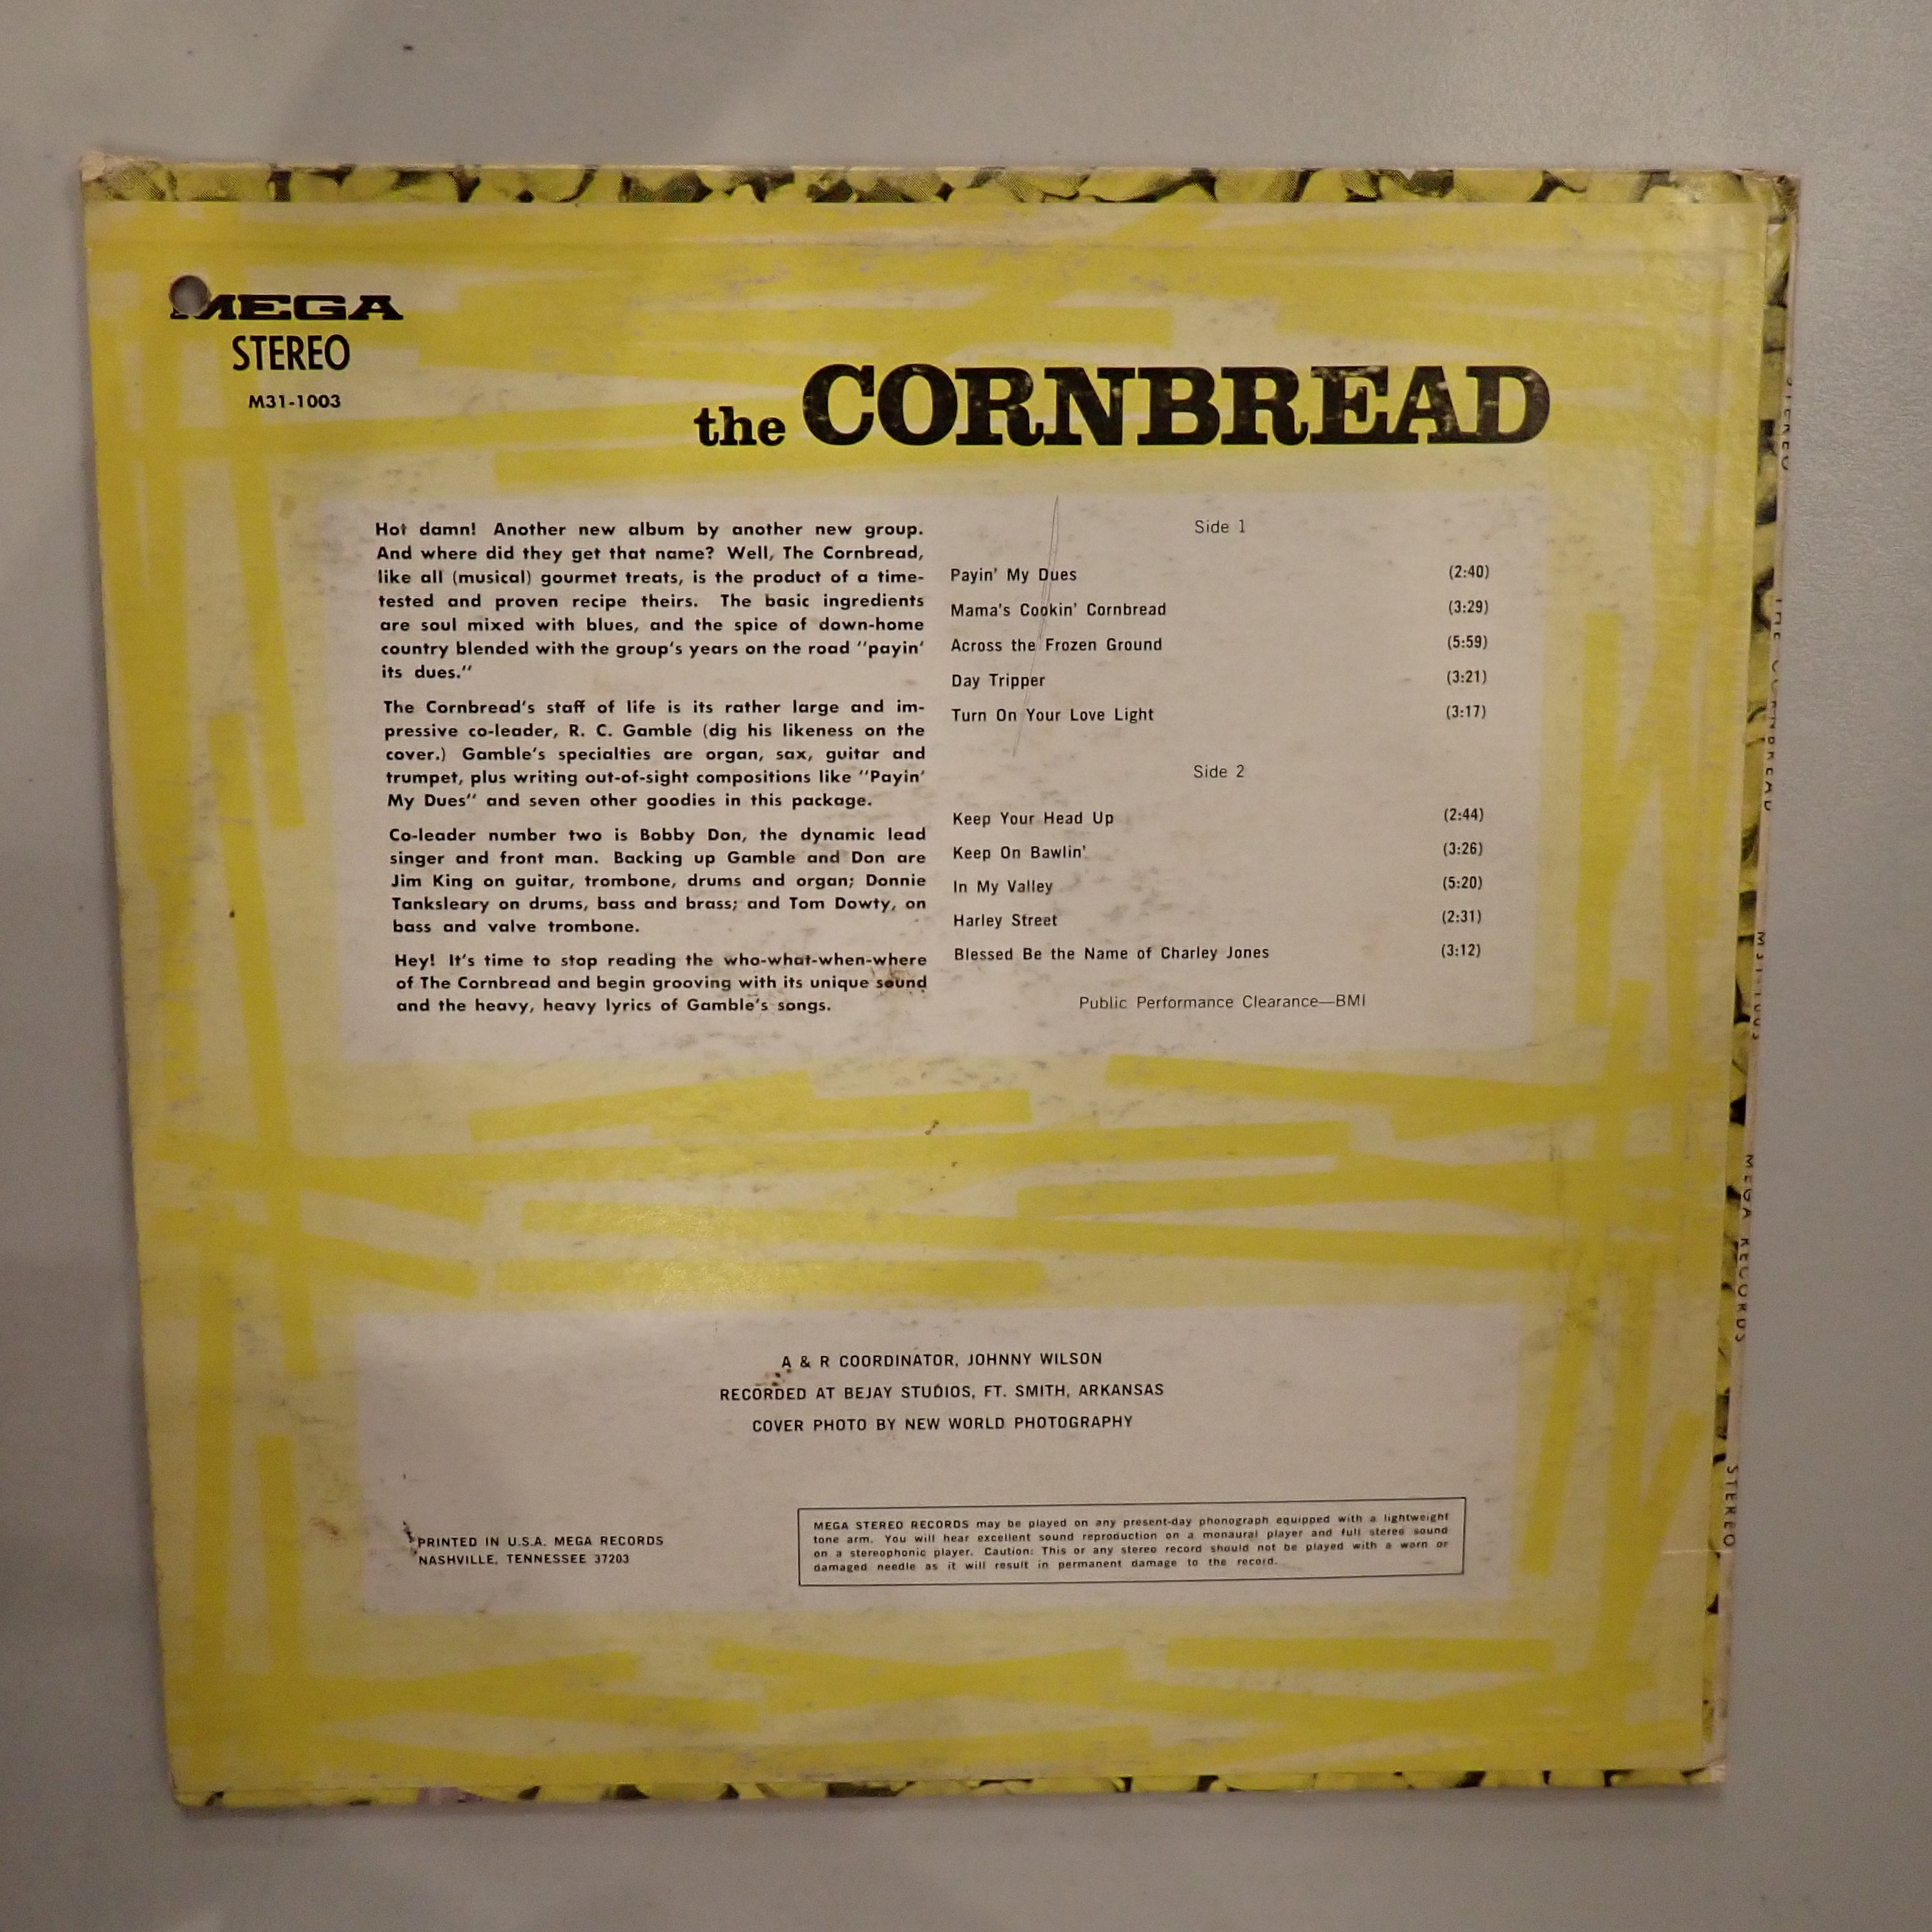 MEGA
STEREO
M31-1003
the CORNBREAD
Hot damn! Another new album by another new group.
And where did they get that name? Well, The Cornbread,
like all (musical) gourmet treats, is the product of a time-
tested and proven recipe theirs. The basic ingredients
are soul mixed with blues, and the spice of down-home
country blended with the group's years on the road "payin'
its dues."
The Cornbread's staff of life is its rather large and im-
pressive co-leader, R. C. Gamble (dig his likeness on the
cover.) Gamble's specialties are organ, sax, guitar and
trumpet, plus writing out-of-sight compositions like "Payin'
My Dues" and seven other goodies in this package.
Co-leader number two is Bobby Don, the dynamic lead
singer and front man. Backing up Gamble and Don are
Jim King on guitar, trombone, drums and organ; Donnie
Tanksleary on drums, bass and brass; and Tom Dowty, on
bass and valve trombone.
Hey! It's time to stop reading the who-what-when-where
of The Cornbread and begin grooving with its unique sound
and the heavy, heavy lyrics of Gamble's songs.
Side 1
Payin' My Dues (2:40)
Mama's Cookin' Cornbread (3:29)
Across the Frozen Ground (5:59)
Day Tripper (3:21)
Turn On Your Love Light (3:17)
Side 2
Keep Your Head Up (2:44)
Keep On Bawlin' (3:26)
In My Valley (5:20)
Harley Street (2:31)
Blessed Be the Name of Charley Jones (3:12)
Public Performance Clearance—BMI
A & R COORDINATOR, JOHNNY WILSON
RECORDED AT BEJAY STUDIOS, FT. SMITH, ARKANSAS
COVER PHOTO BY NEW WORLD PHOTOGRAPHY
PRINTED IN U.S.A. MEGA RECORDS
NASHVILLE, TENNESSEE 37203
MEGA STEREO RECORDS may be played on any present-day phonograph equipped with a lightweight
tone arm. You will hear excellent sound reproduction on a monaural player and full stereo sound
on a stereophonic player. Caution: This or any stereo record should not be played with a worn or
damaged needle as it will result in permanent damage to the record.
STEREO THE CORNBREAD M31-1003 MEGA RECORDS STEREO